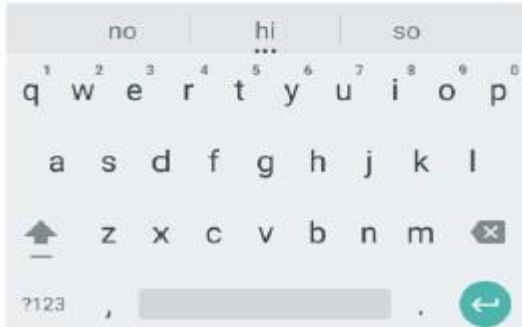 no hi so
1 2 3 4 5 6 7 8 9 0
q w e r t y u i o p
a s d f g h j k l
z x c v b n m
?123 , .